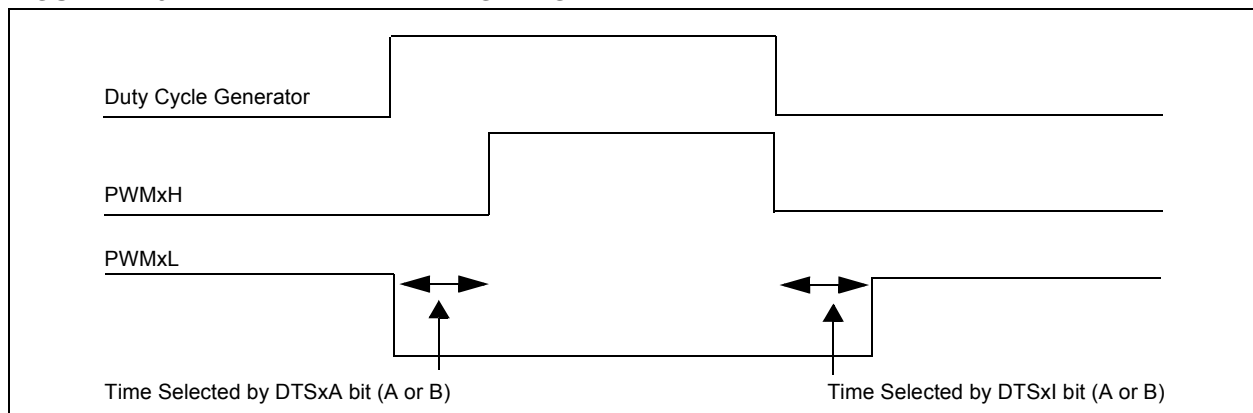 Duty Cycle Generator
PWMxH
PWMxL
Time Selected by DTSxA bit (A or B)
Time Selected by DTSxI bit (A or B)